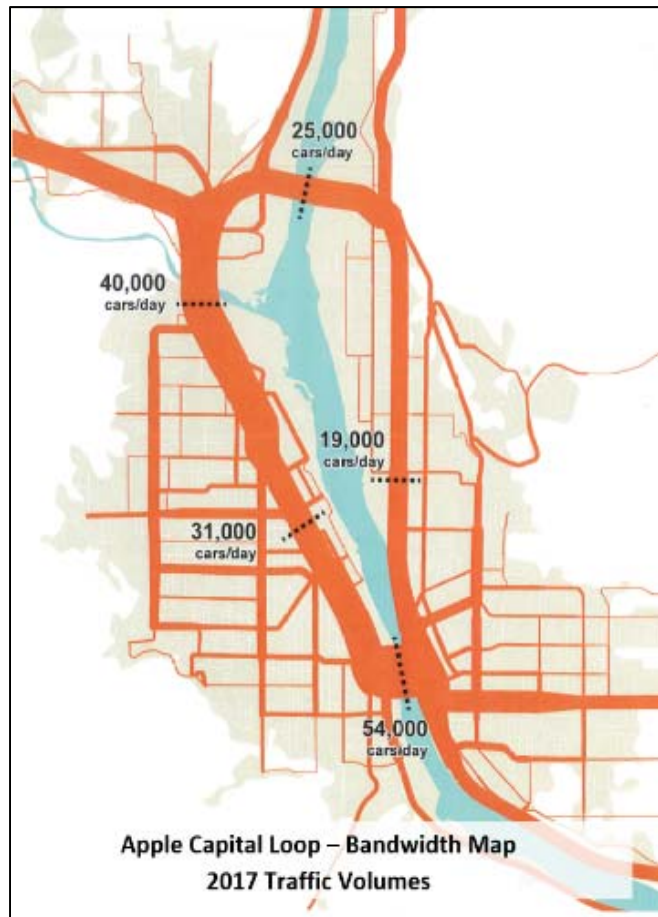 25,000
cars/day
40,000
cars/day
19,000
cars/day
31,000
cars/day
54,000
cars/day
Apple Capital Loop – Bandwidth Map
2017 Traffic Volumes